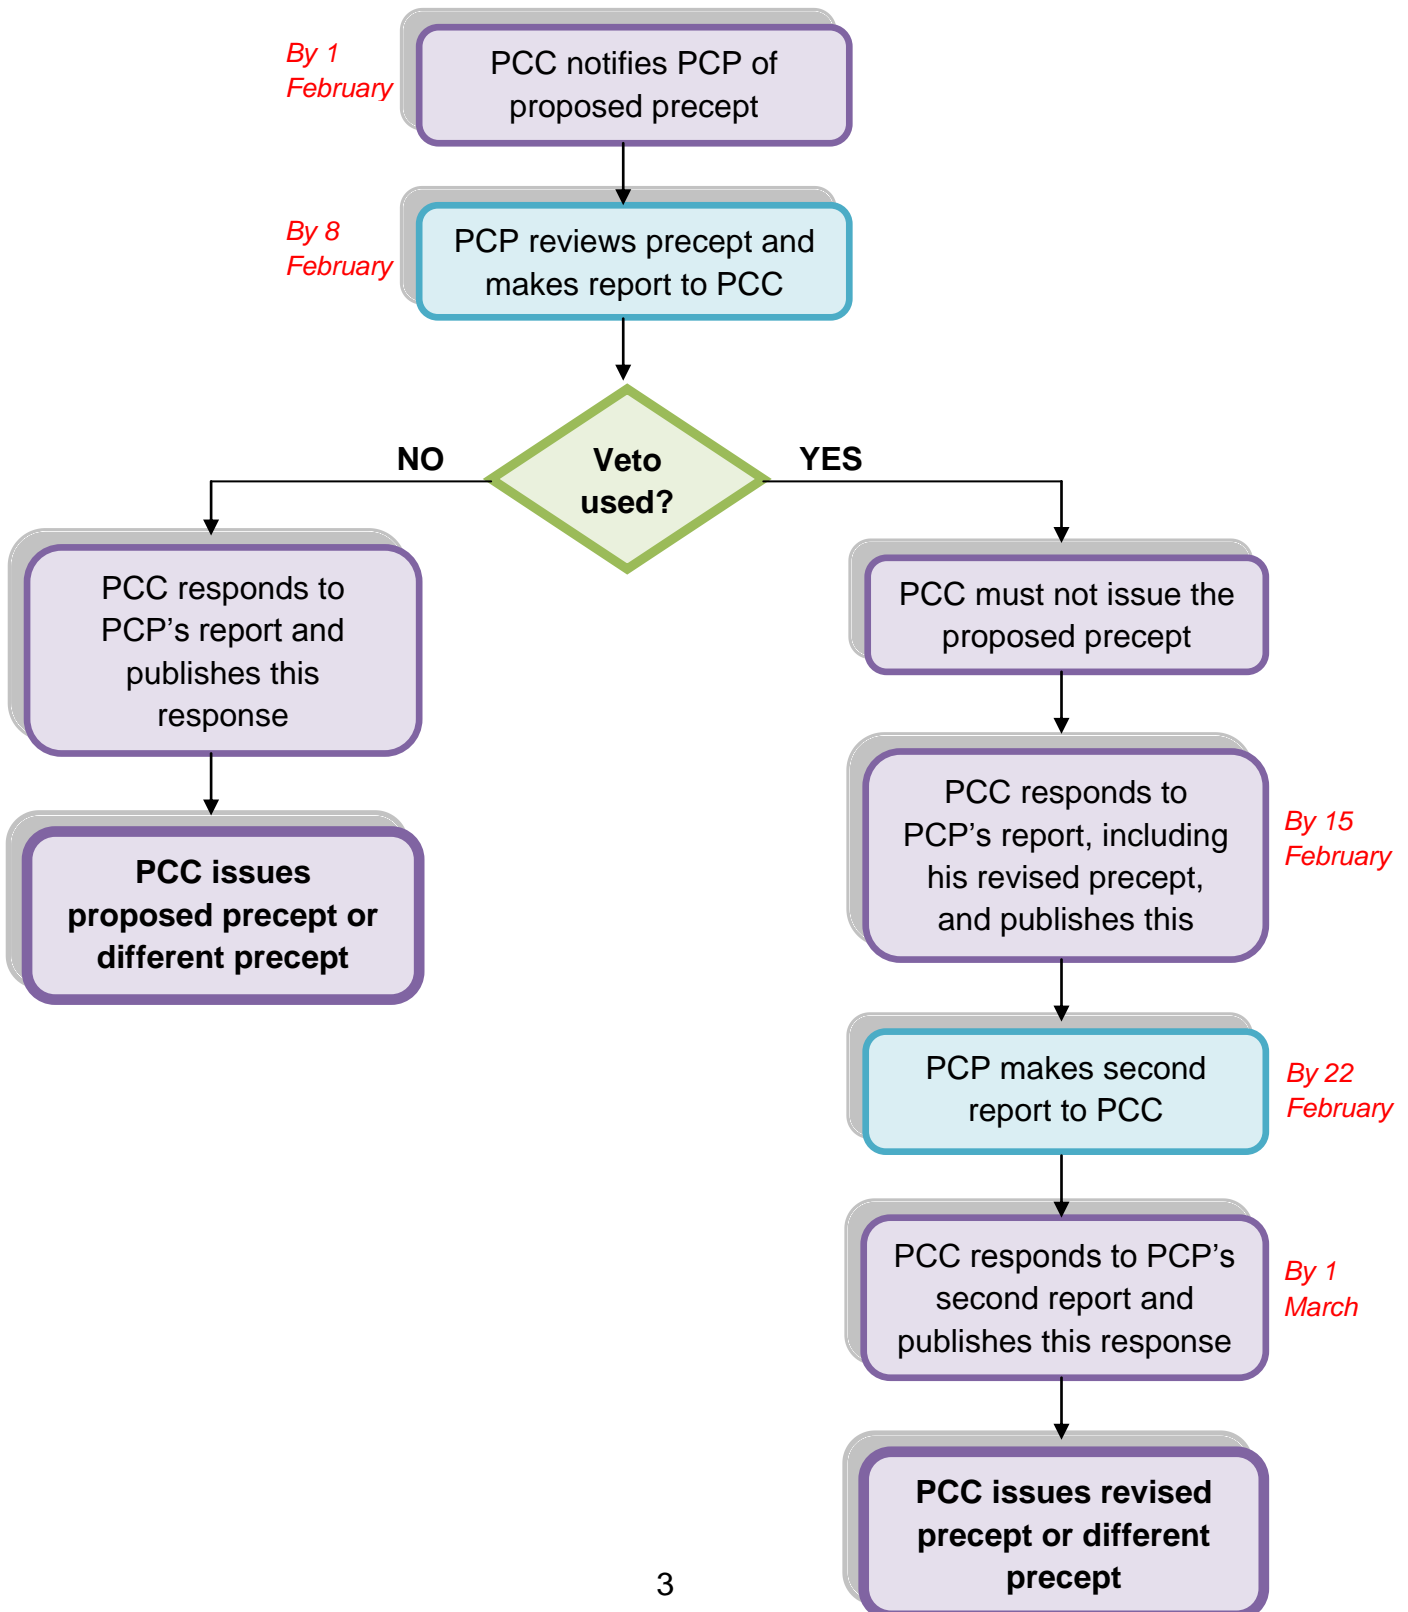 By 1
February
PCC notifies PCP of
proposed precept
By 8
February
PCP reviews precept and
makes report to PCC
NO
Veto
used?
YES
PCC responds to
PCP’s report and
publishes this
response
PCC issues
proposed precept or
different precept
PCC must not issue the
proposed precept
PCC responds to
PCP’s report, including
his revised precept,
and publishes this
By 15
February
PCP makes second
report to PCC
By 22
February
PCC responds to PCP’s
second report and
publishes this response
By 1
March
PCC issues revised
precept or different
precept
3